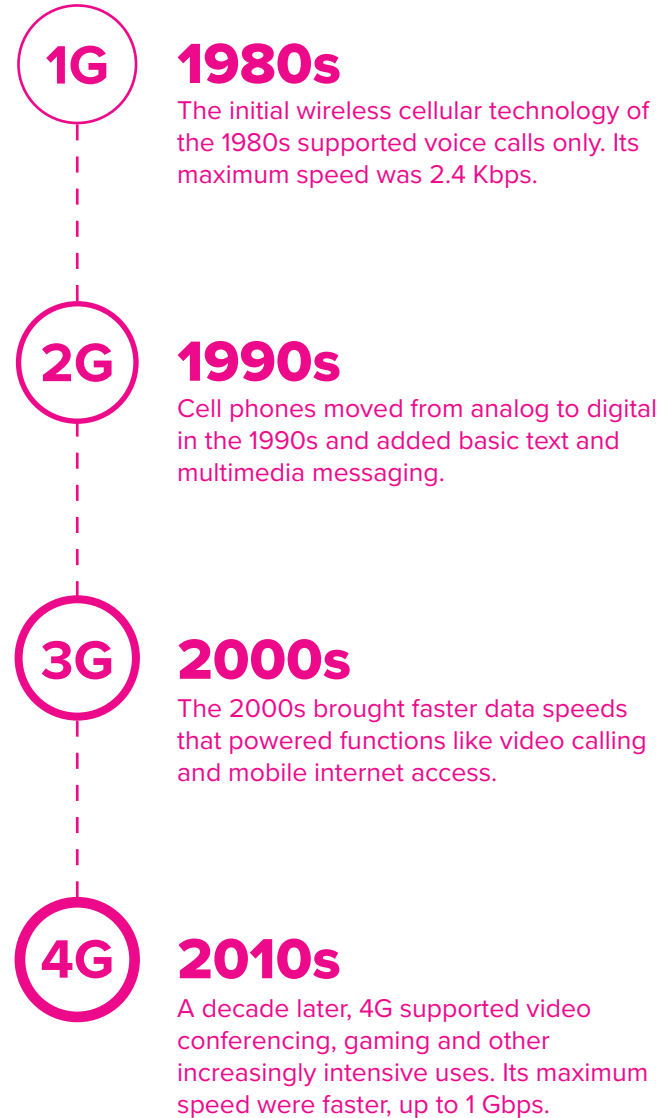 1G
1980s
The initial wireless cellular technology of
the 1980s supported voice calls only. Its
maximum speed was 2.4 Kbps.
2G
1990s
Cell phones moved from analog to digital
in the 1990s and added basic text and
multimedia messaging.
3G
2000s
The 2000s brought faster data speeds
that powered functions like video calling
and mobile internet access.
4G
2010s
A decade later, 4G supported video
conferencing, gaming and other
increasingly intensive uses. Its maximum
speed were faster, up to 1 Gbps.